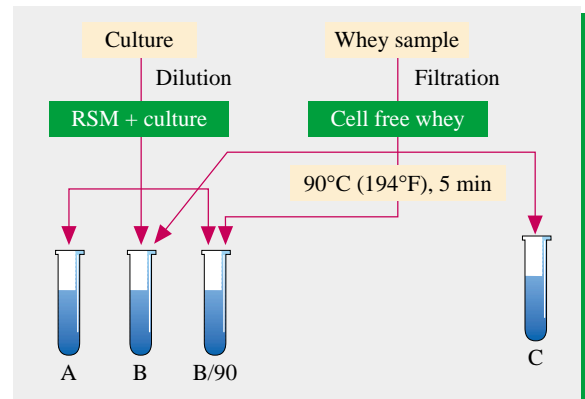 Culture
Whey sample
Dilution
Filtration
RSM + culture
Cell free whey
90°C (194°F), 5 min
A
B
B/90
C